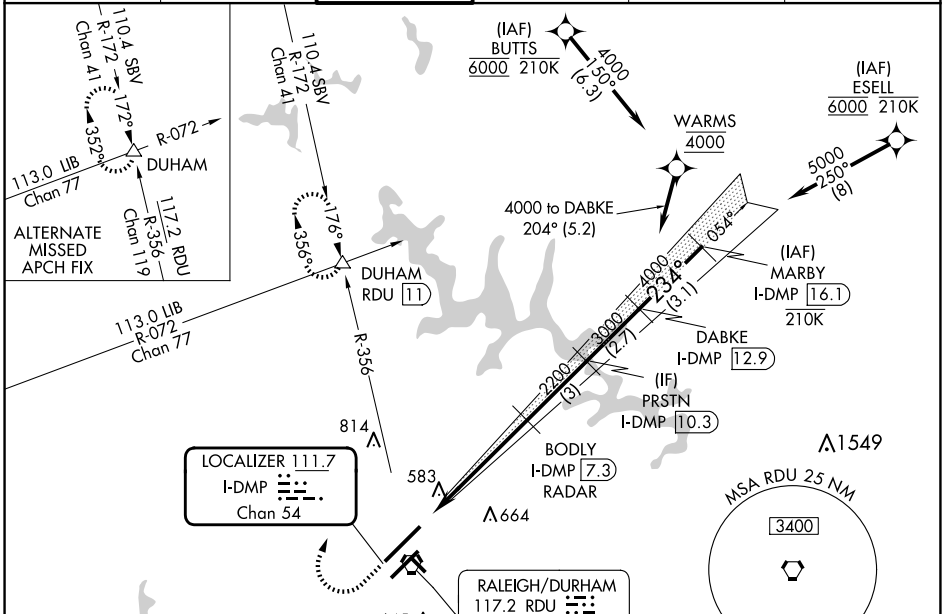 110.4 SBV
R-172
Chan 41
172°
352°
R-072
DUHAM
113.0 LIB
Chan 77
117.2 RDU
R-356
Chan 119
ALTERNATE
MISSED
APCH FIX
110.4 SBV
R-172
Chan 41
176°
356°
DUHAM
RDU 11
113.0 LIB
R-072
Chan 77
R-356
(IAF)
BUTTS
6000 210K
4000
150°
(6.3)
WARMS
4000
(IAF)
ESELL
6000 210K
5000
250°
(8)
4000 to DABKE
204° (5.2)
054°
(IAF)
MARBY
I-DMP 16.1
210K
4000
234°
(3.1)
DABKE
I-DMP 12.9
3000
(2.7)
(IF)
PRSTN
I-DMP 10.3
2200
(3)
BODLY
I-DMP 7.3
RADAR
814
583
664
1549
LOCALIZER 111.7
I-DMP
Chan 54
MSA RDU 25 NM
3400
RALEIGH/DURHAM
117.2 RDU